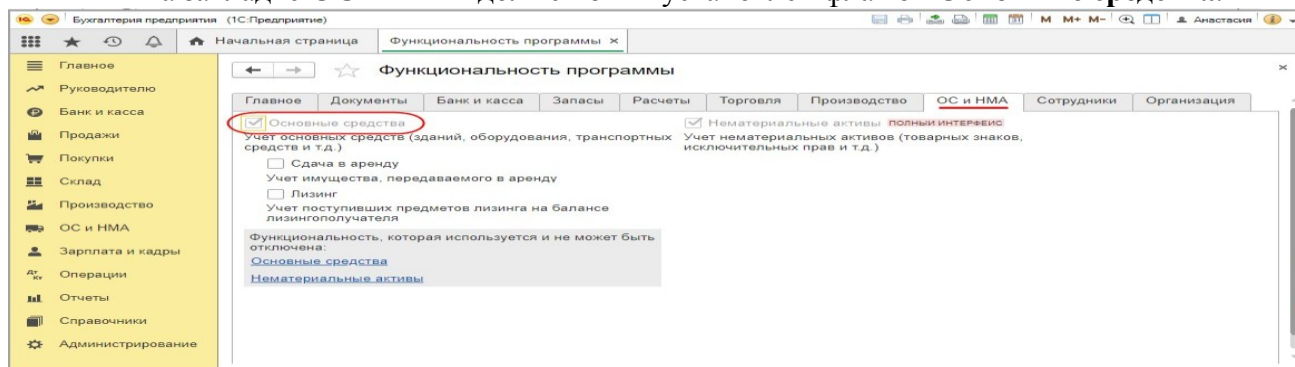 Бухгалтерия предприятия (1С:Предприятие)
M M+ M- Анастасия
Начальная страница Функциональность программы ×
Главное
Руководителю
Банк и касса
Продажи
Покупки
Склад
Производство
ОС и НМА
Зарплата и кадры
Операции
Отчеты
Справочники
Администрирование
Функциональность программы
Главное Документы Банк и касса Запасы Расчеты Торговля Производство ОС и НМА Сотрудники Организация
Основные средства
Учет основных средств (зданий, оборудования, транспортных
средств и т.д.)
Сдача в аренду
Учет имущества, передаваемого в аренду
Лизинг
Учет поступивших предметов лизинга на балансе
лизингополучателя
Функциональность, которая используется и не может быть
отключена:
Основные средства
Нематериальные активы
Нематериальные активы ПОЛНЫЙ ИНТЕРФЕЙС
Учет нематериальных активов (товарных знаков,
исключительных прав и т.д.)